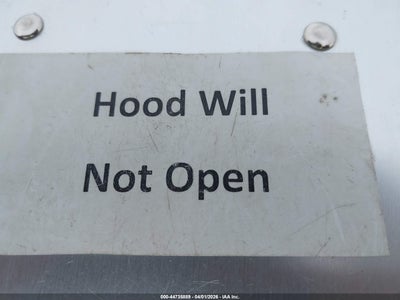 Hood Will
Not Open
000-44735889 - 04/01/2026 - IAA Inc.